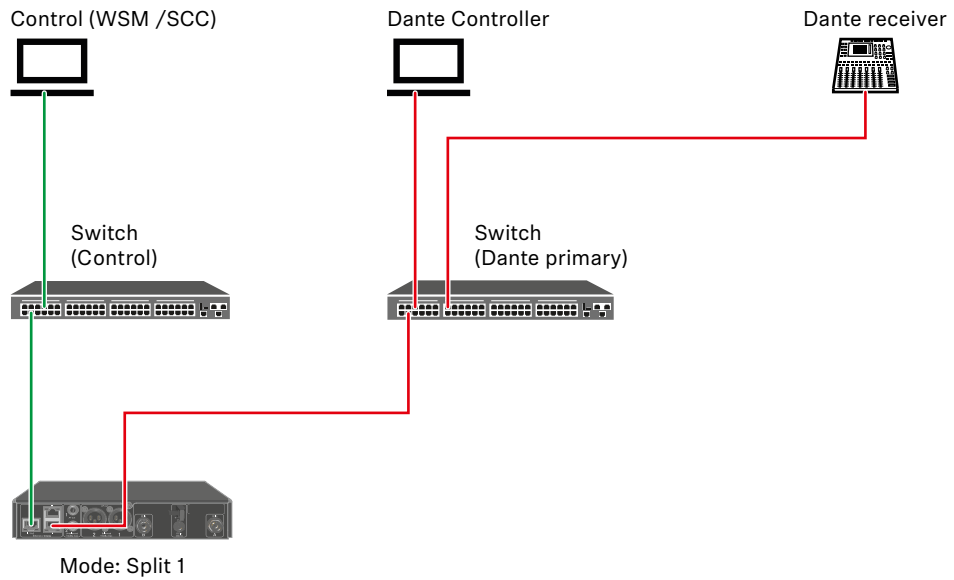 Control (WSM /SCC)
Dante Controller
Dante receiver
Switch
(Control)
Switch
(Dante primary)
Mode: Split 1